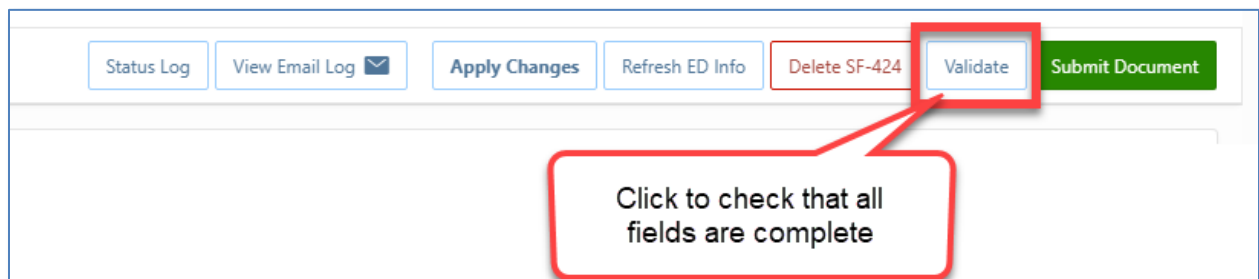 Status Log View Email Log Apply Changes Refresh ED Info Delete SF-424 Validate Submit Document
Click to check that all
fields are complete